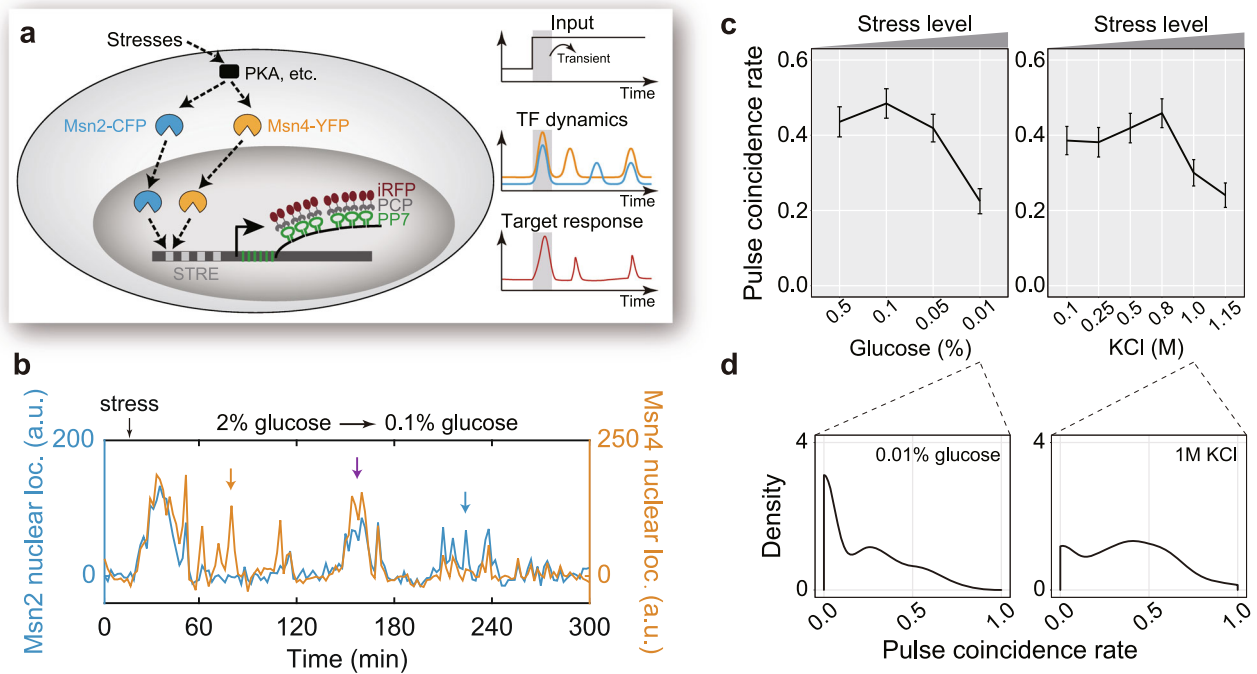 a
Stresses
PKA, etc.
Msn2-CFP
Msn4-YFP
iRFP
PCP
PP7
STRE
Input
Transient
Time
TF dynamics
Time
Target response
Time
b
stress
2% glucose → 0.1% glucose
Msn2 nuclear loc. (a.u.)
200
0
Msn4 nuclear loc. (a.u.)
250
0
0 60 120 180 240 300
Time (min)
c
Stress level
Stress level
Pulse coincidence rate
0.6
0.4
0.2
0.0
0.5 0.1 0.05 0.01
Glucose (%)
0.6
0.4
0.2
0.0
0.1 0.25 0.5 0.8 1.0 1.15
KCl (M)
d
Density
4
0
0.01% glucose
0.0 0.5 1.0
4
0
1M KCl
0.0 0.5 1.0
Pulse coincidence rate